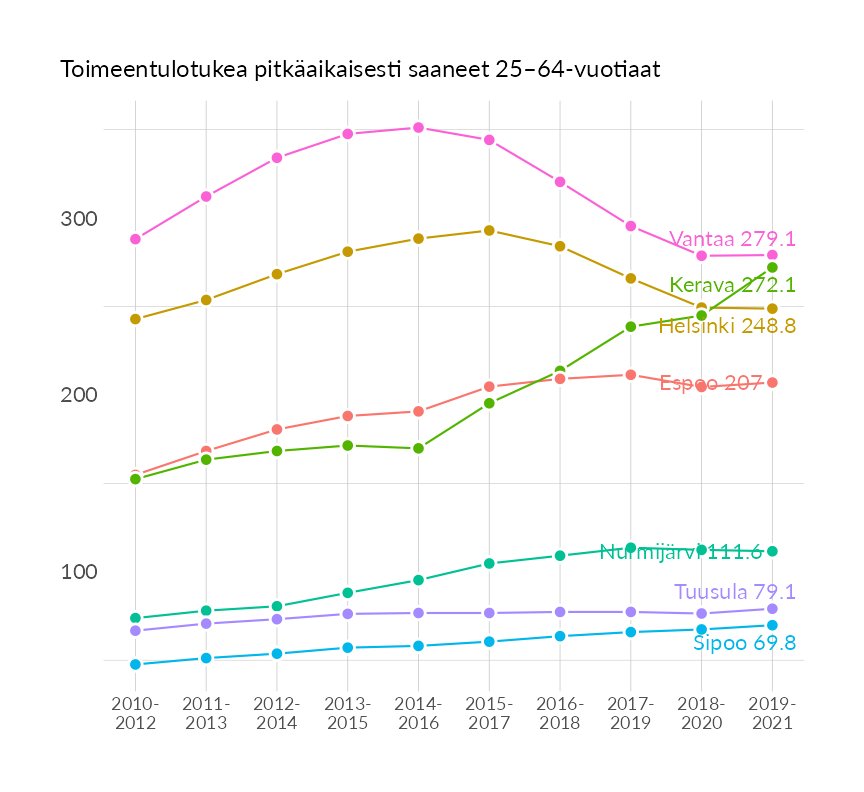 Toimeentulotukea pitkäaikaisesti saaneet 25–64-vuotiaat
300
200
100
Vantaa 279.1
Kerava 272.1
Helsinki 248.8
Espoo 207
Nurmijärvi 111.6
Tuusula 79.1
Sipoo 69.8
2010- 2011- 2012- 2013- 2014- 2015- 2016- 2017- 2018- 2019-
2012 2013 2014 2015 2016 2017 2018 2019 2020 2021